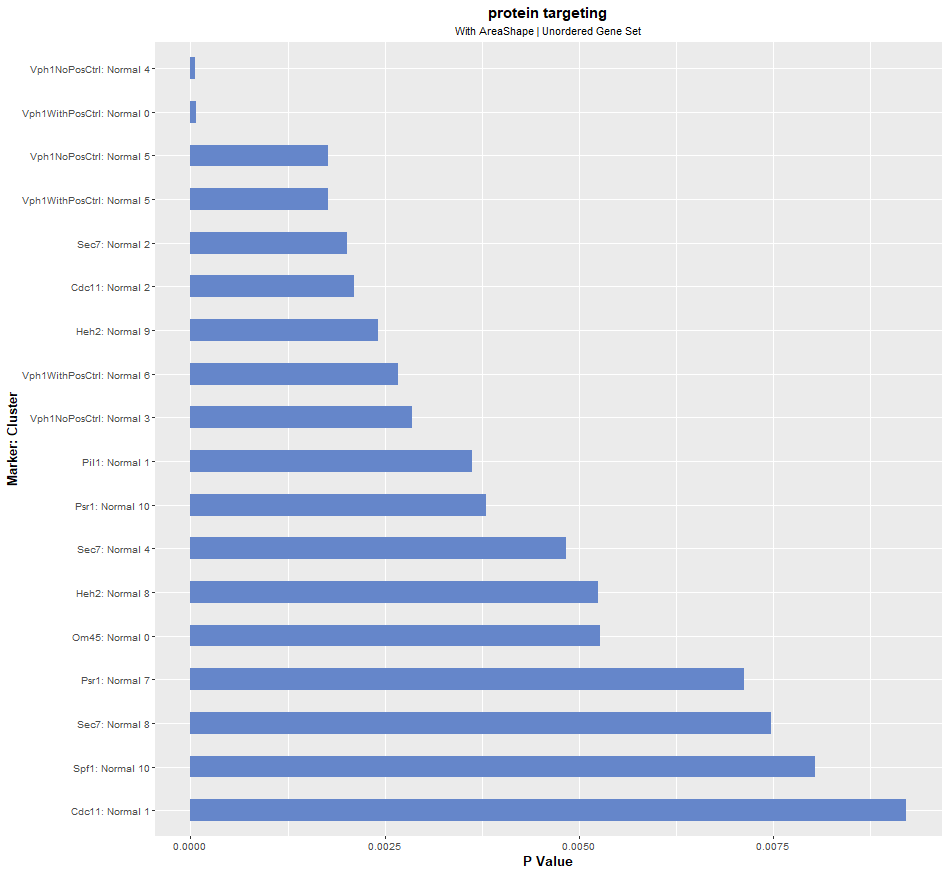 protein targeting
With AreaShape | Unordered Gene Set
Vph1NoPosCtrl: Normal 4
Vph1WithPosCtrl: Normal 0
Vph1NoPosCtrl: Normal 5
Vph1WithPosCtrl: Normal 5
Sec7: Normal 2
Cdc11: Normal 2
Heh2: Normal 9
Vph1WithPosCtrl: Normal 6
Vph1NoPosCtrl: Normal 3
Pil1: Normal 1
Psr1: Normal 10
Sec7: Normal 4
Heh2: Normal 8
Om45: Normal 0
Psr1: Normal 7
Sec7: Normal 8
Spf1: Normal 10
Cdc11: Normal 1
Marker: Cluster
0.0000 0.0025 0.0050 0.0075
P Value